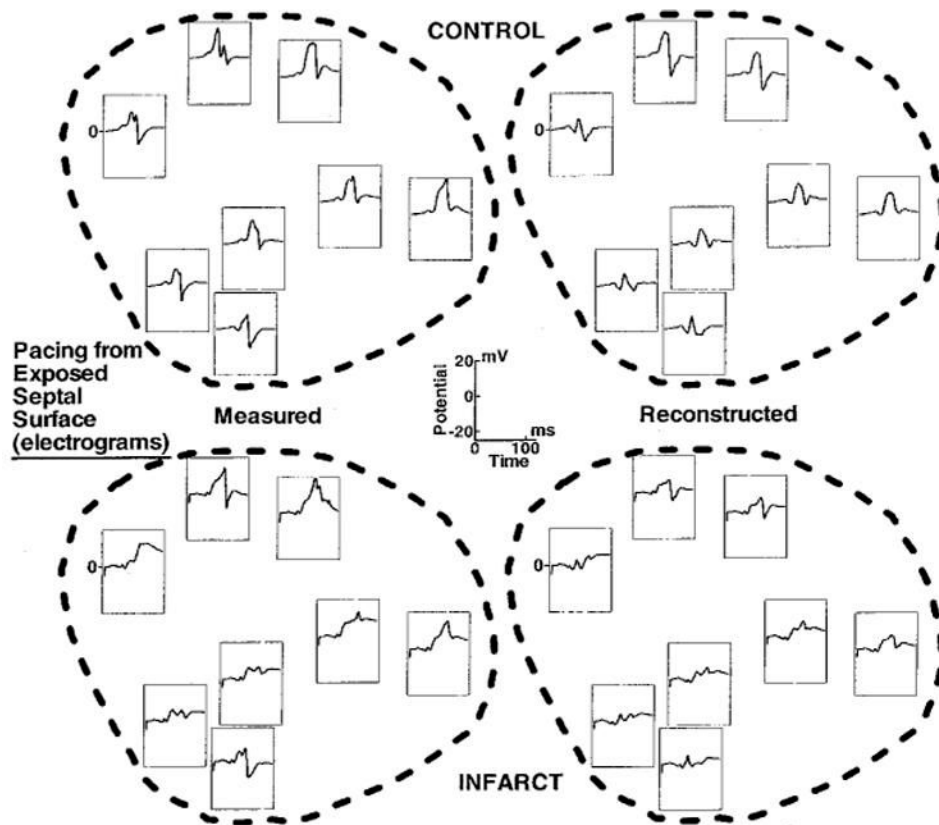 CONTROL
0
0
Pacing from
Exposed
Septal
Surface
(electrograms)
Measured
20
mV
0
-20
Potential
ms
0
100
Time
Reconstructed
0
0
INFARCT